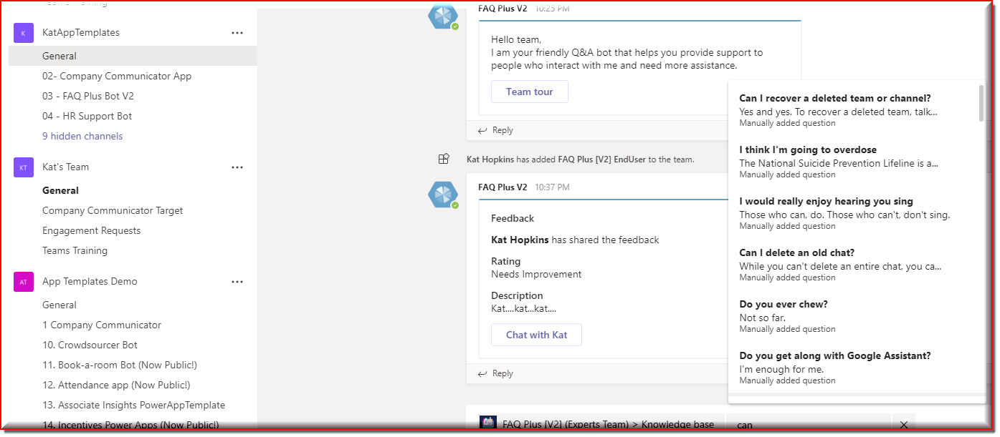 Teams Training
K
KatAppTemplates
General
02- Company Communicator App
03 - FAQ Plus Bot V2
04 - HR Support Bot
9 hidden channels
KT
Kat's Team
General
Company Communicator Target
Engagement Requests
Teams Training
AT
App Templates Demo
General
1 Company Communicator
10. Crowdsourcer Bot
11. Book-a-room Bot (Now Public!)
12. Attendance app (Now Public!)
13. Associate Insights PowerAppTemplate
14. Incentives Power Apps (Now Public!)
FAQ Plus V2 10:25 PM
Hello team,
I am your friendly Q&A bot that helps you provide support to
people who interact with me and need more assistance.
Team tour
Reply
Kat Hopkins has added FAQ Plus [V2] EndUser to the team.
FAQ Plus V2 10:37 PM
Feedback
Kat Hopkins has shared the feedback
Rating
Needs Improvement
Description
Kat....kat...kat....
Chat with Kat
Reply
Can I recover a deleted team or channel?
Yes and yes. To recover a deleted team, talk...
Manually added question
I think I'm going to overdose
The National Suicide Prevention Lifeline is a...
Manually added question
I would really enjoy hearing you sing
Those who can, do. Those who can't, don't sing.
Manually added question
Can I delete an old chat?
While you can't delete an entire chat, you ca...
Manually added question
Do you ever chew?
Not so far.
Manually added question
Do you get along with Google Assistant?
I'm enough for me.
Manually added question
FAQ Plus [V2] (Experts Team) > Knowledge base
can